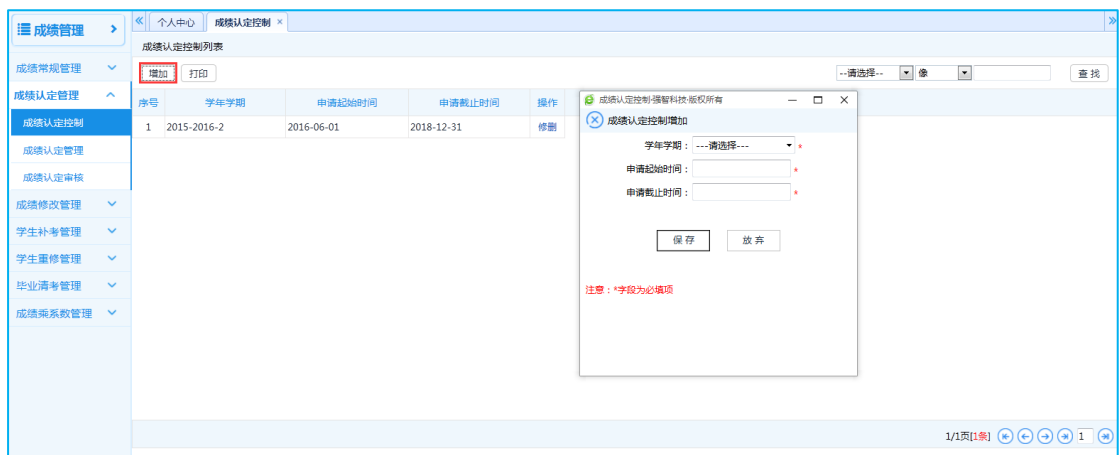 成绩管理
个人中心 成绩认定控制 ×
成绩认定控制列表
成绩常规管理
成绩认定管理
成绩认定控制
成绩认定管理
成绩认定审核
成绩修改管理
学生补考管理
学生重修管理
毕业清考管理
成绩乘系数管理
增加 打印 --请选择-- 像 查 找
序号 学年学期 申请起始时间 申请截止时间 操作
1 2015-2016-2 2016-06-01 2018-12-31 修删
成绩认定控制-强智科技-版权所有
成绩认定控制增加
学年学期： ---请选择--- *
申请起始时间： *
申请截止时间： *
保 存 放 弃
注意：*字段为必填项
1/1页[1条] 1